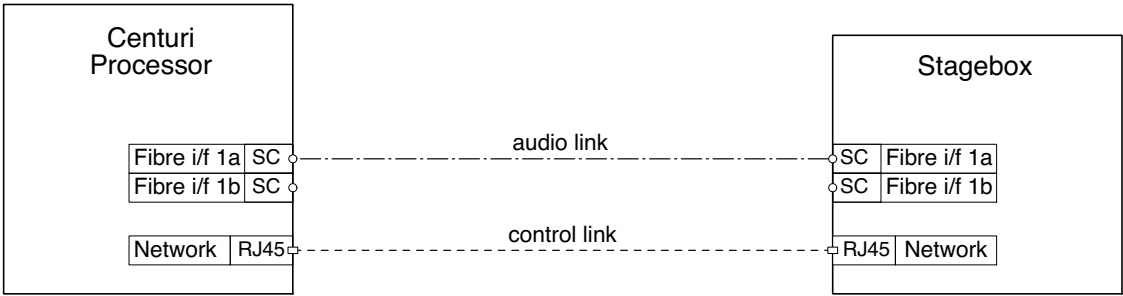 Centuri
Processor
Stagebox
audio link
Fibre i/f 1a SC
SC Fibre i/f 1a
Fibre i/f 1b SC
SC Fibre i/f 1b
control link
Network RJ45
RJ45 Network